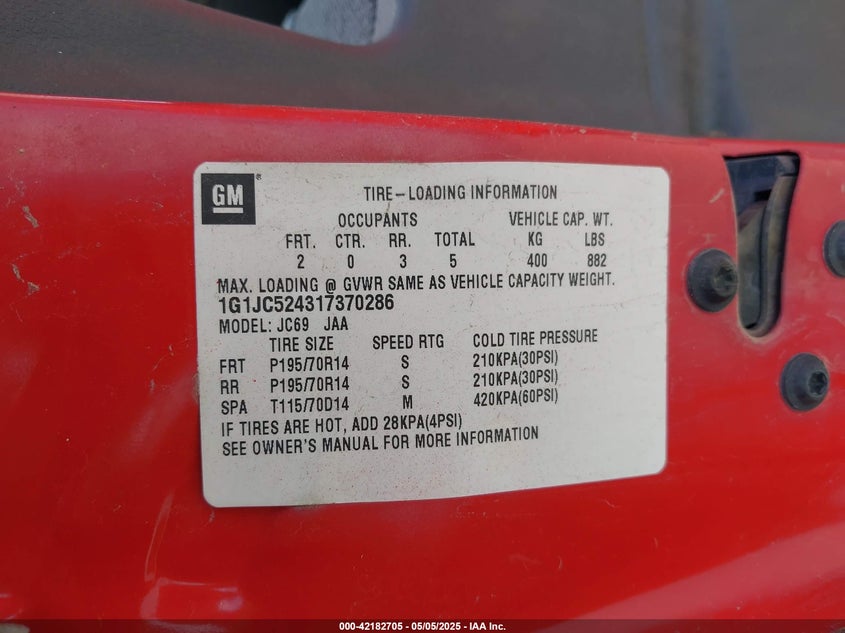 GM ®
TIRE-LOADING INFORMATION
OCCUPANTS VEHICLE CAP. WT.
FRT. CTR. RR. TOTAL KG LBS
2 0 3 5 400 882
MAX. LOADING @ GVWR SAME AS VEHICLE CAPACITY WEIGHT.
1G1JC524317370286
MODEL: JC69 JAA
TIRE SIZE SPEED RTG COLD TIRE PRESSURE
FRT P195/70R14 S 210KPA(30PSI)
RR P195/70R14 S 210KPA(30PSI)
SPA T115/70D14 M 420KPA(60PSI)
IF TIRES ARE HOT, ADD 28KPA(4PSI)
SEE OWNER'S MANUAL FOR MORE INFORMATION
000-42182705 - 05/05/2025 - IAA Inc.